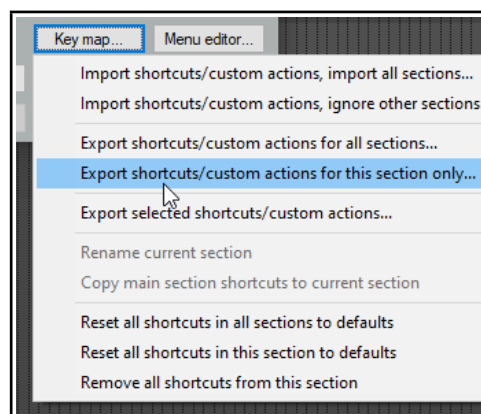 Key map... Menu editor...
Import shortcuts/custom actions, import all sections...
Import shortcuts/custom actions, ignore other sections
Export shortcuts/custom actions for all sections...
Export shortcuts/custom actions for this section only...
Export selected shortcuts/custom actions...
Rename current section
Copy main section shortcuts to current section
Reset all shortcuts in all sections to defaults
Reset all shortcuts in this section to defaults
Remove all shortcuts from this section